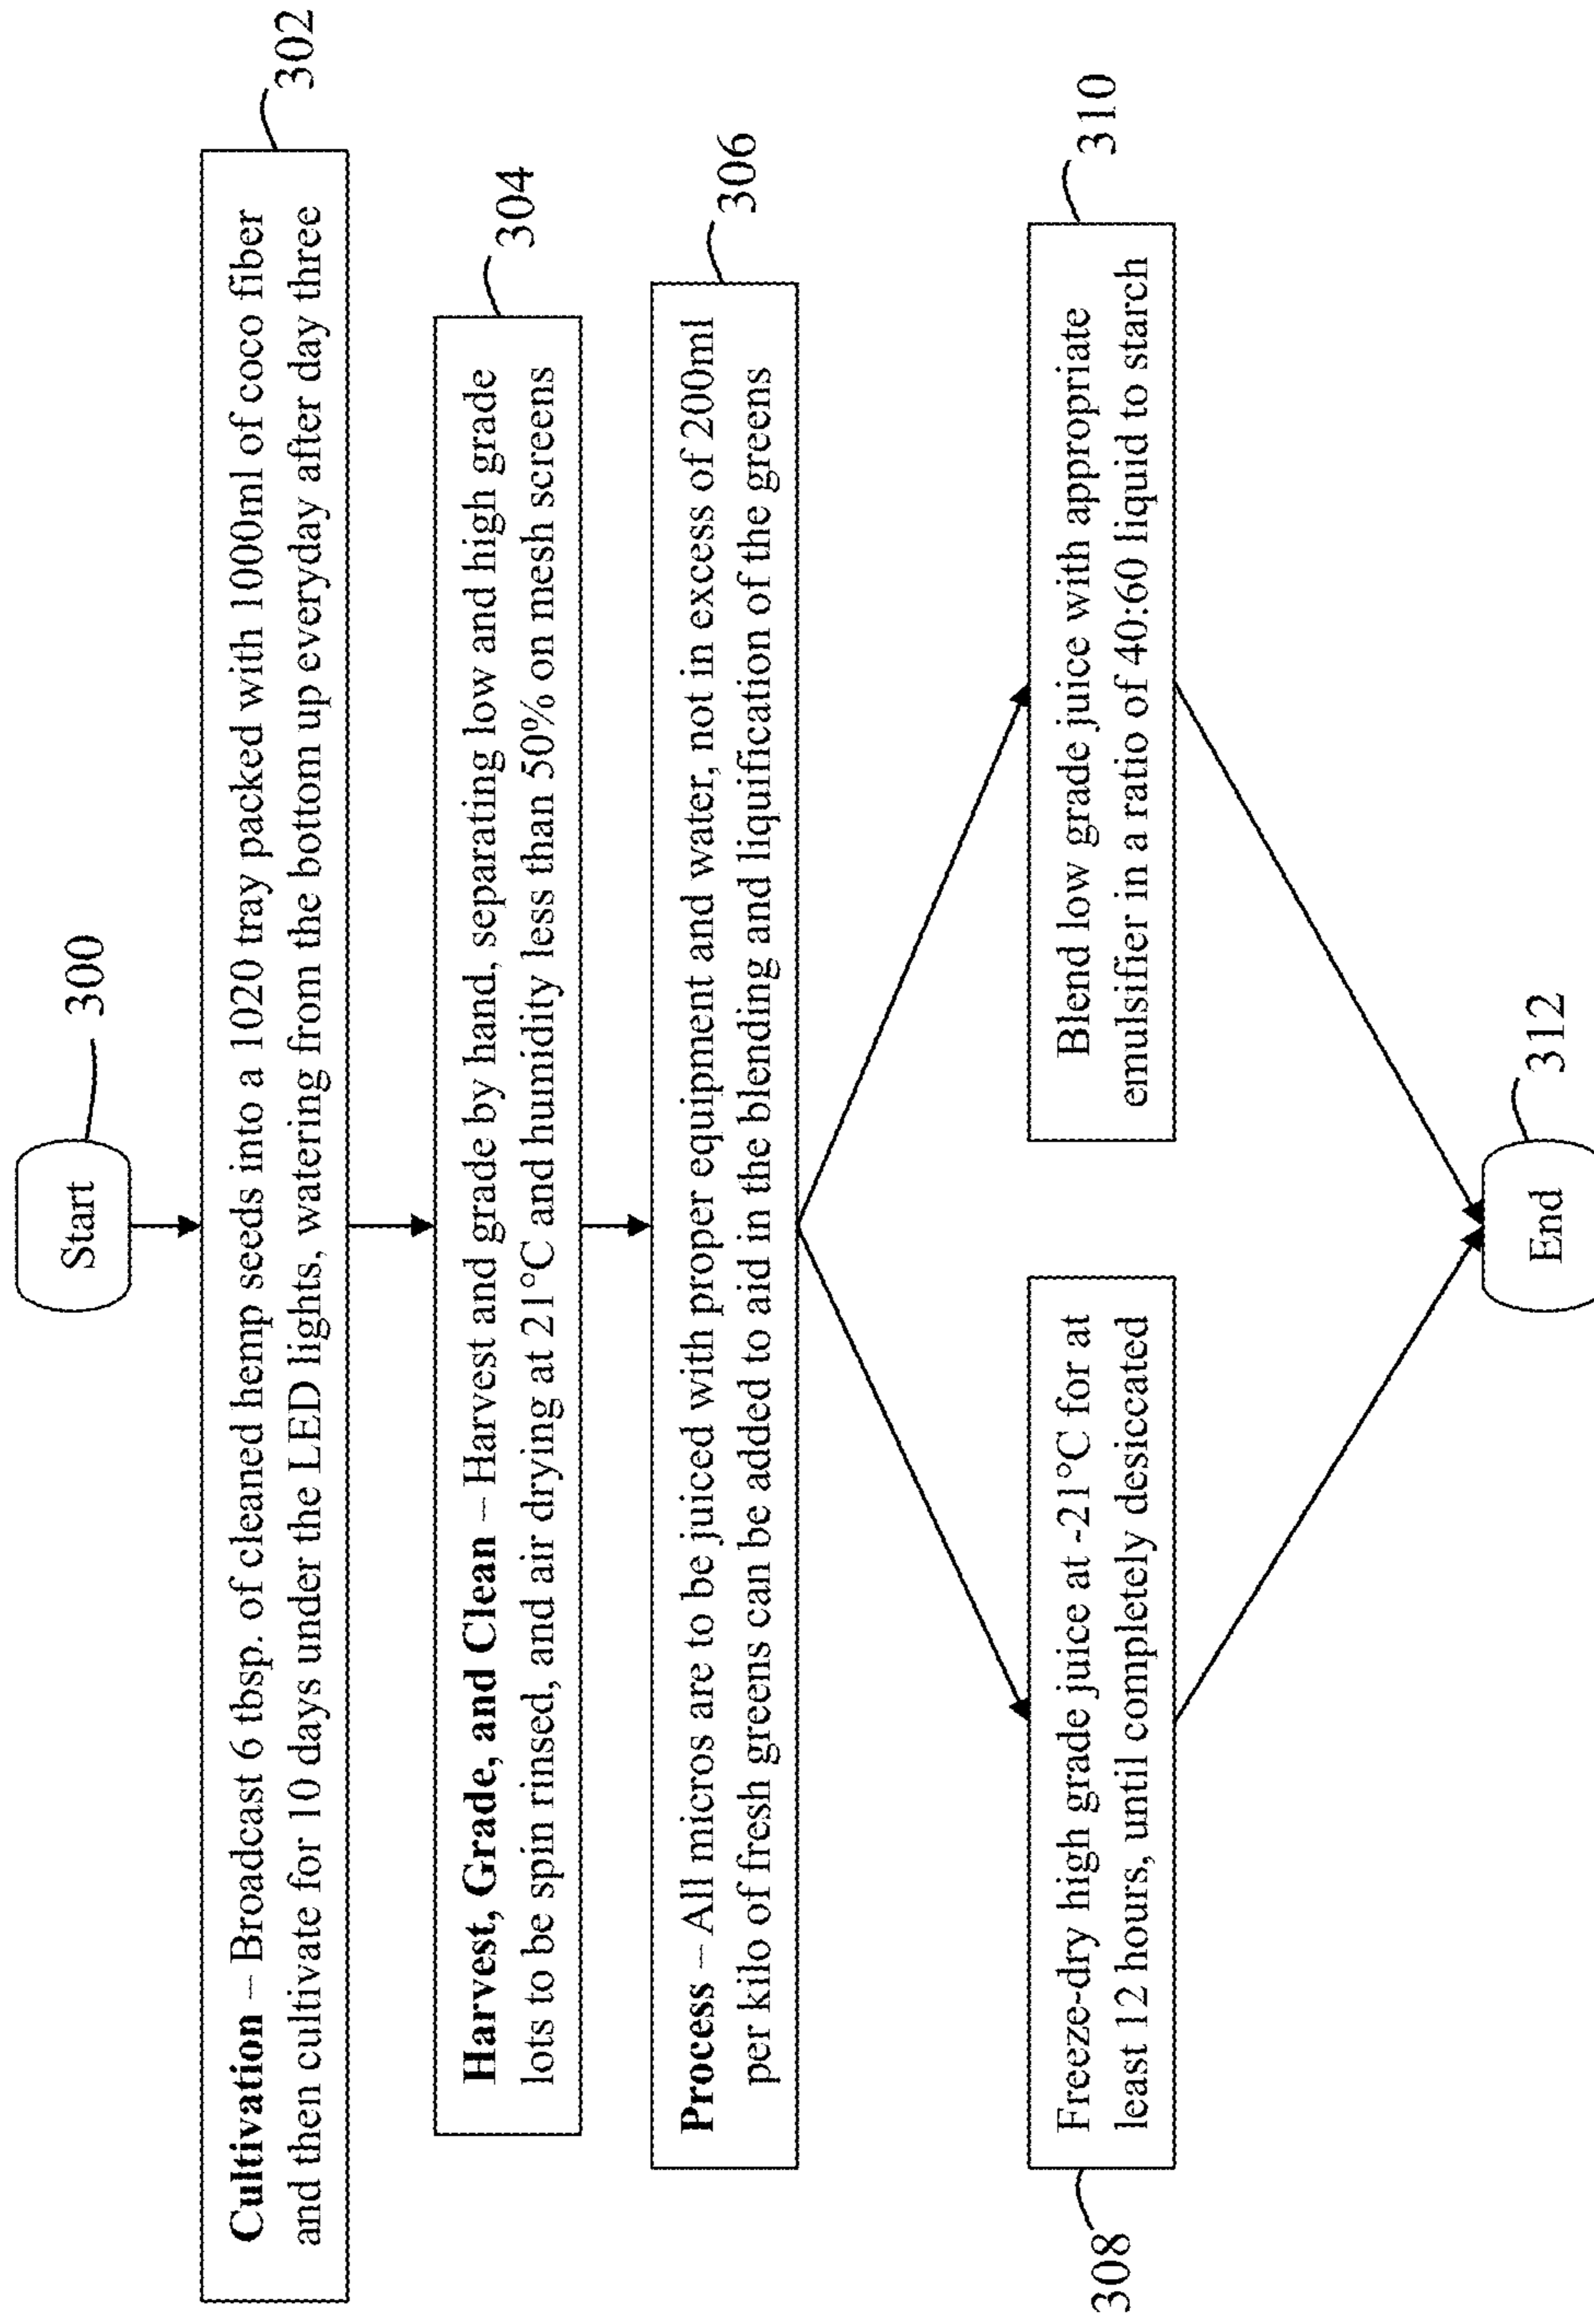 Start
300
Cultivation – Broadcast 6 tbsp. of cleaned hemp seeds into a 1020 tray packed with 1000ml of coco fiber
and then cultivate for 10 days under the LED lights, watering from the bottom up everyday after day three
302
Harvest, Grade, and Clean – Harvest and grade by hand, separating low and high grade
lots to be spin rinsed, and air drying at 21°C and humidity less than 50% on mesh screens
304
Process – All micros are to be juiced with proper equipment and water, not in excess of 200ml
per kilo of fresh greens can be added to aid in the blending and liquification of the greens
306
308
Freeze-dry high grade juice at -21°C for at
least 12 hours, until completely desiccated
Blend low grade juice with appropriate
emulsifier in a ratio of 40:60 liquid to starch
310
End
312